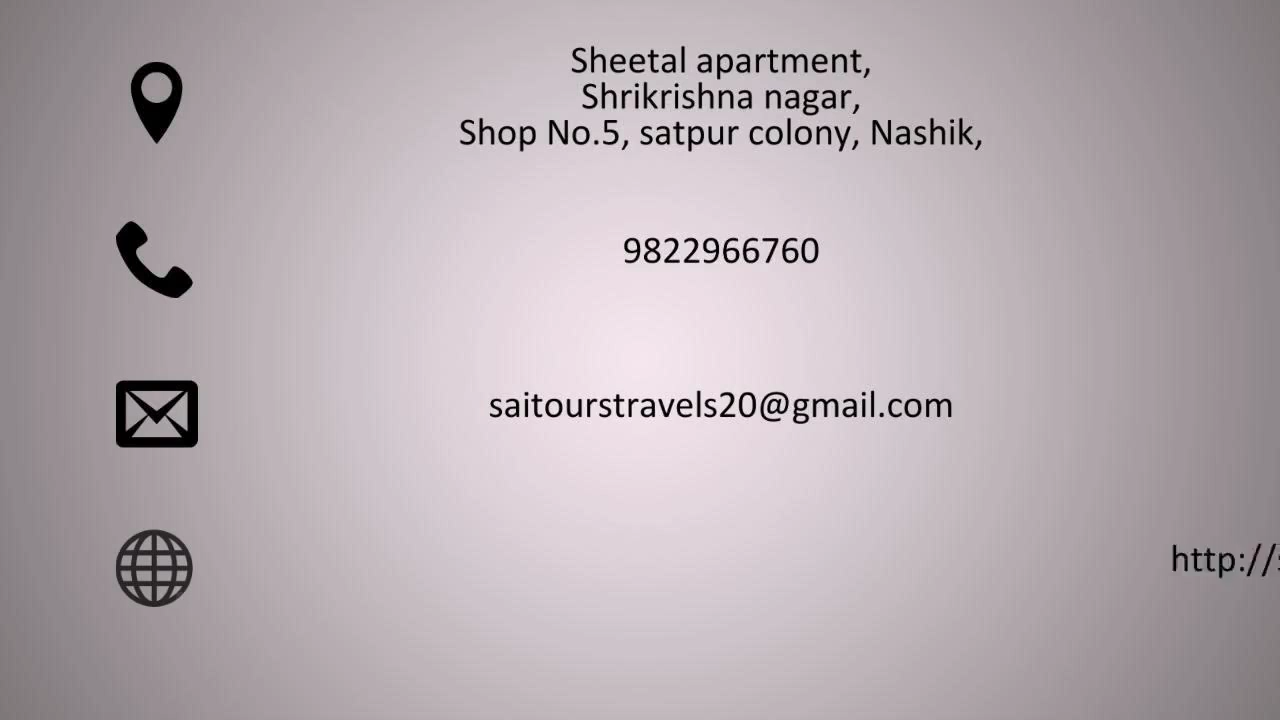 Sheetal apartment,
Shrikrishna nagar,
Shop No.5, satpur colony, Nashik,
9822966760
saitourstravels20@gmail.com
http://